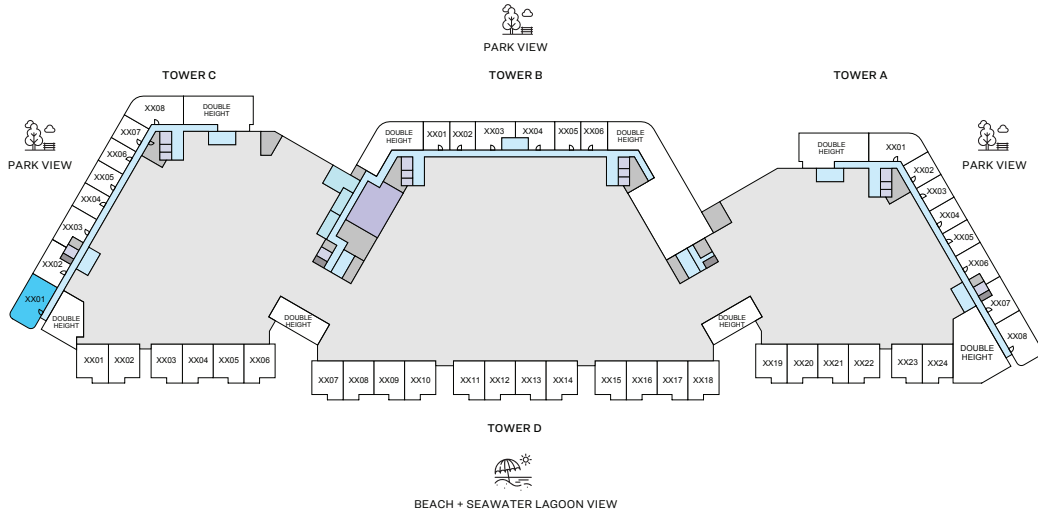 PARK VIEW
TOWER C
TOWER B
TOWER A
PARK VIEW
PARK VIEW
XX08
DOUBLE
HEIGHT
XX07
XX06
XX05
XX04
XX03
XX02
XX01
DOUBLE
HEIGHT
DOUBLE
HEIGHT
XX01
XX02
XX03
XX04
XX05
XX06
DOUBLE
HEIGHT
DOUBLE
HEIGHT
XX01
XX02
XX03
XX04
XX05
XX06
XX07
XX08
DOUBLE
HEIGHT
DOUBLE
HEIGHT
DOUBLE
HEIGHT
XX01
XX02
XX03
XX04
XX05
XX06
XX07
XX08
XX09
XX10
XX11
XX12
XX13
XX14
XX15
XX16
XX17
XX18
XX19
XX20
XX21
XX22
XX23
XX24
TOWER D
BEACH + SEAWATER LAGOON VIEW